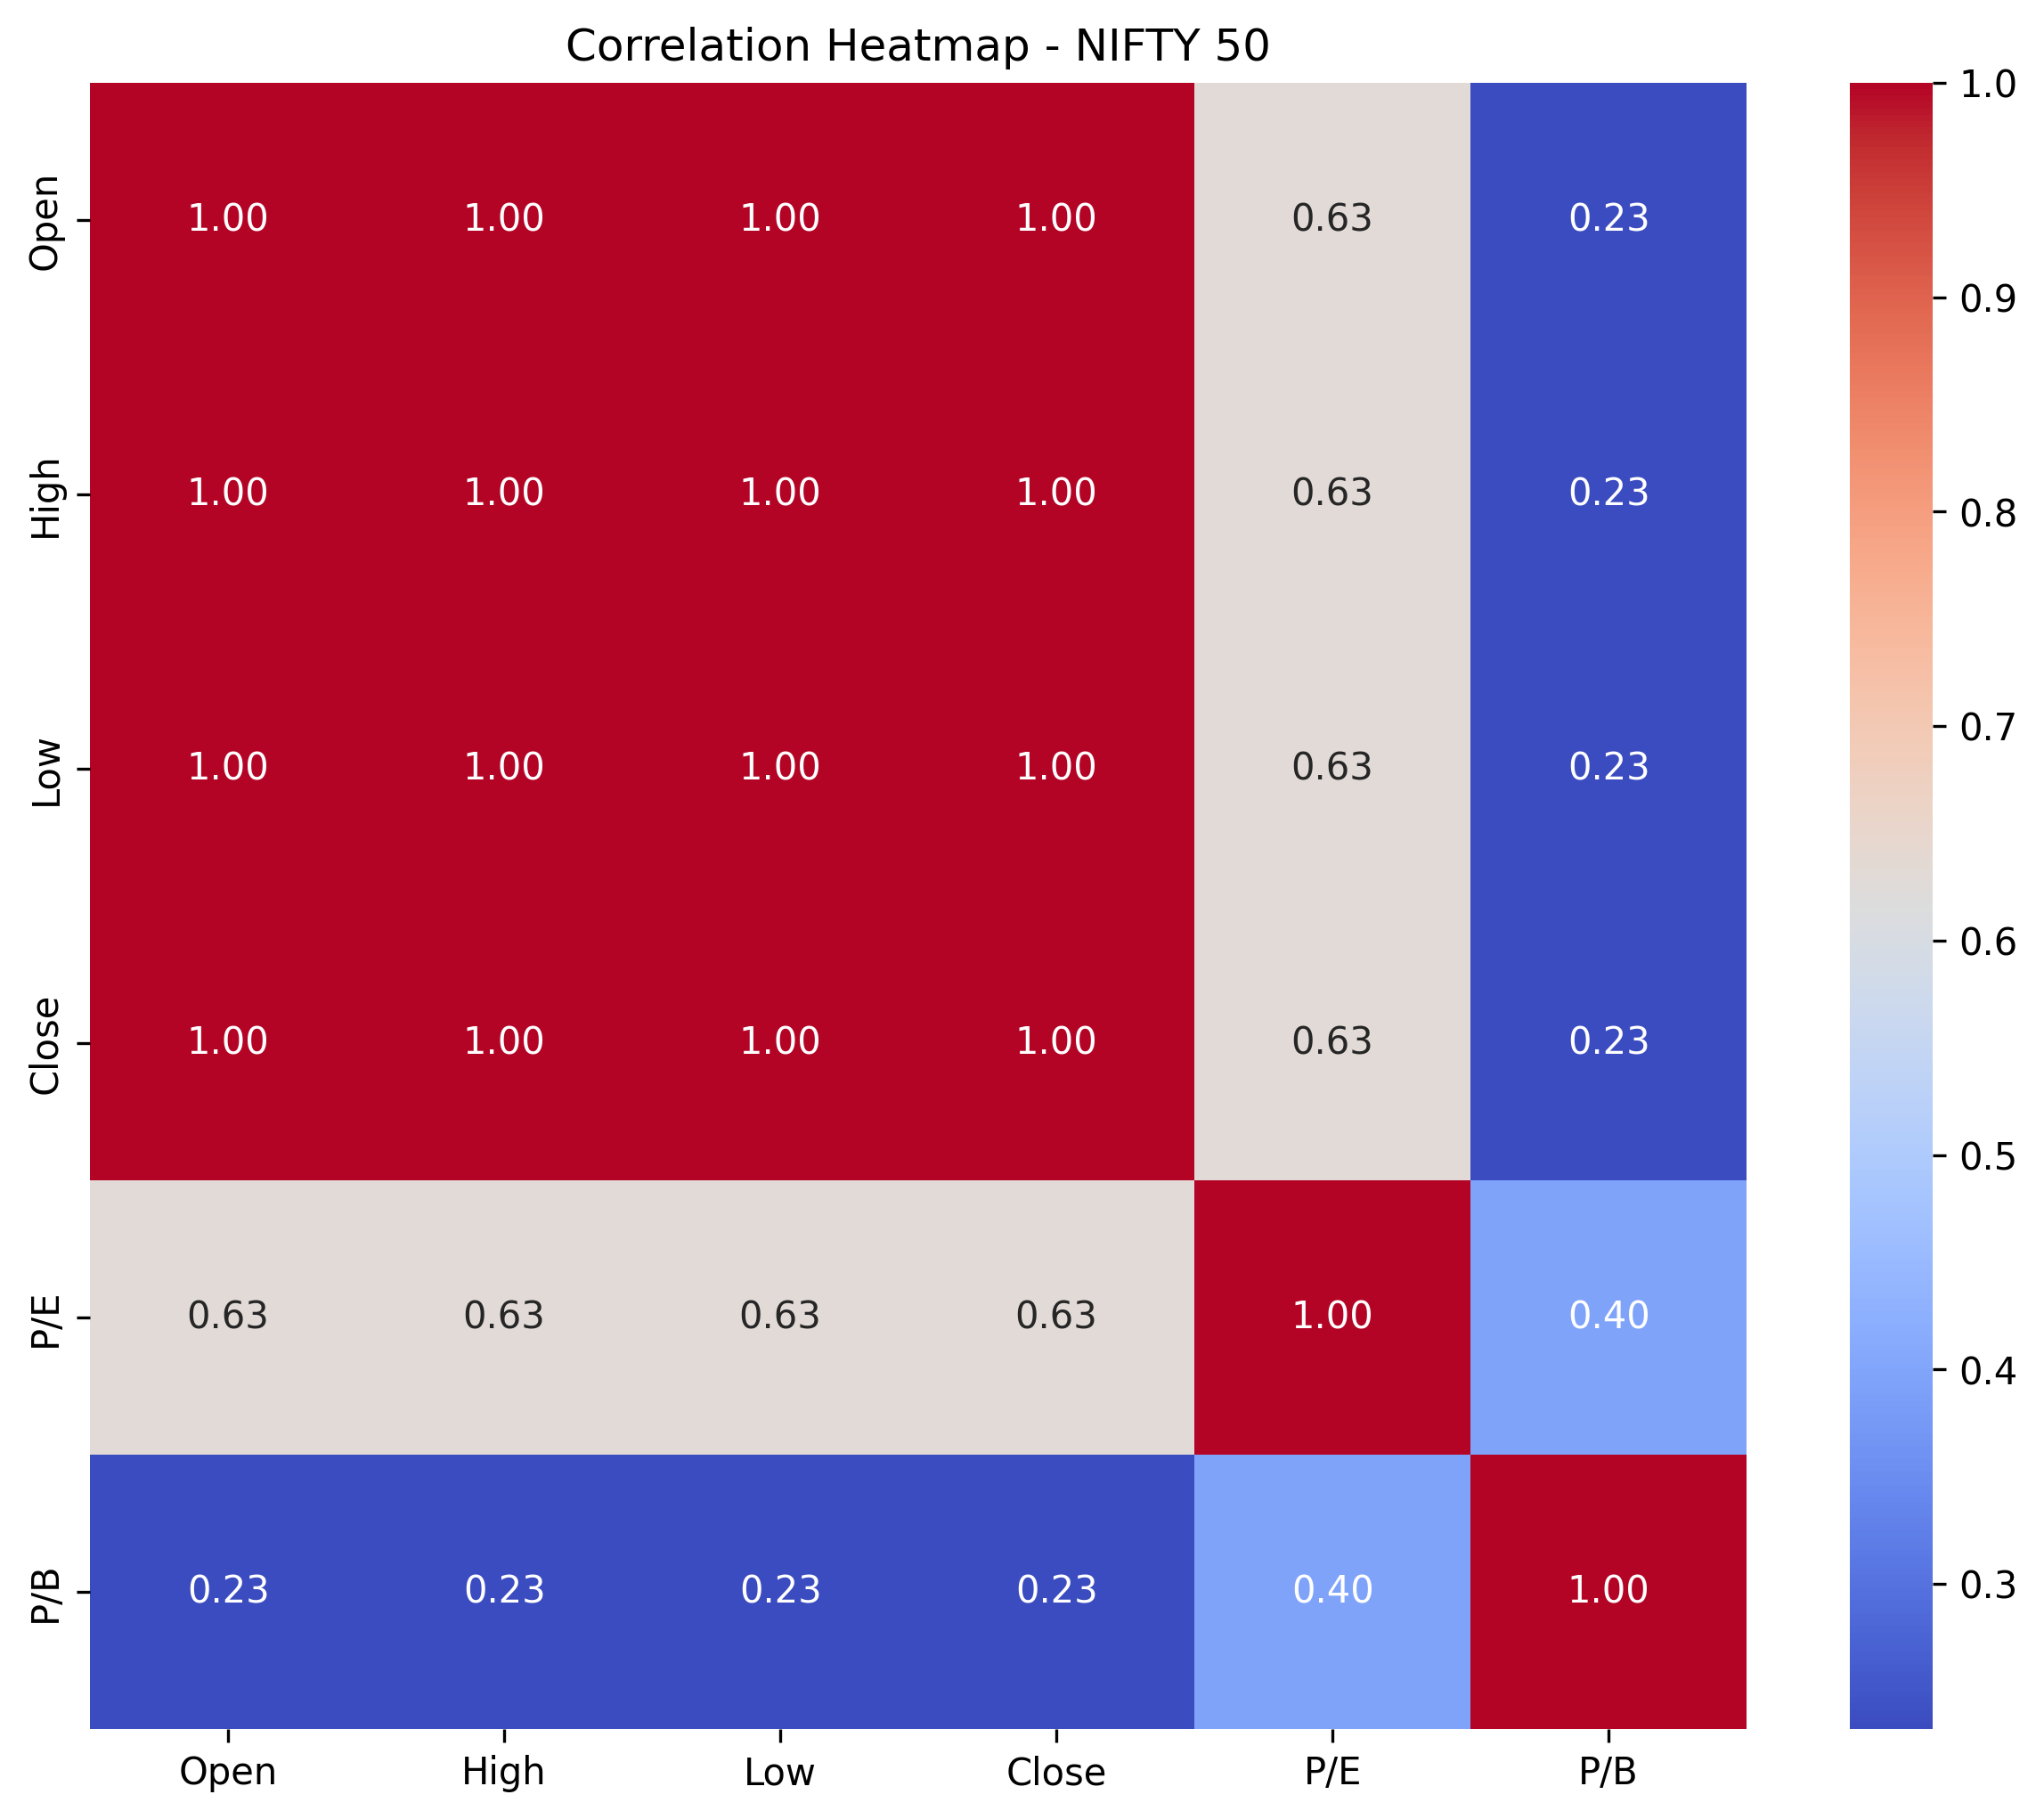 Correlation Heatmap - NIFTY 50
Open 1.00 1.00 1.00 1.00 0.63 0.23
High 1.00 1.00 1.00 1.00 0.63 0.23
Low 1.00 1.00 1.00 1.00 0.63 0.23
Close 1.00 1.00 1.00 1.00 0.63 0.23
P/E 0.63 0.63 0.63 0.63 1.00 0.40
P/B 0.23 0.23 0.23 0.23 0.40 1.00
Open High Low Close P/E P/B
1.0
0.9
0.8
0.7
0.6
0.5
0.4
0.3